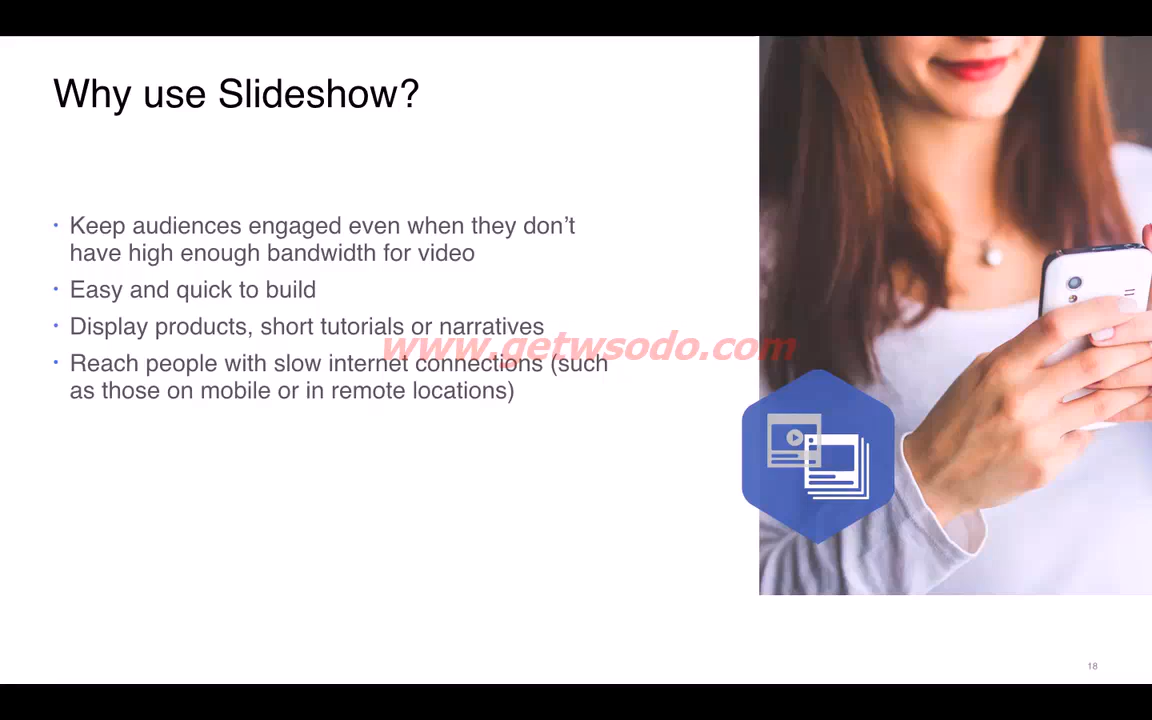 Why use Slideshow?
• Keep audiences engaged even when they don’t
have high enough bandwidth for video
• Easy and quick to build
• Display products, short tutorials or narratives
www.getwsodo.com
• Reach people with slow internet connections (such
as those on mobile or in remote locations)
18